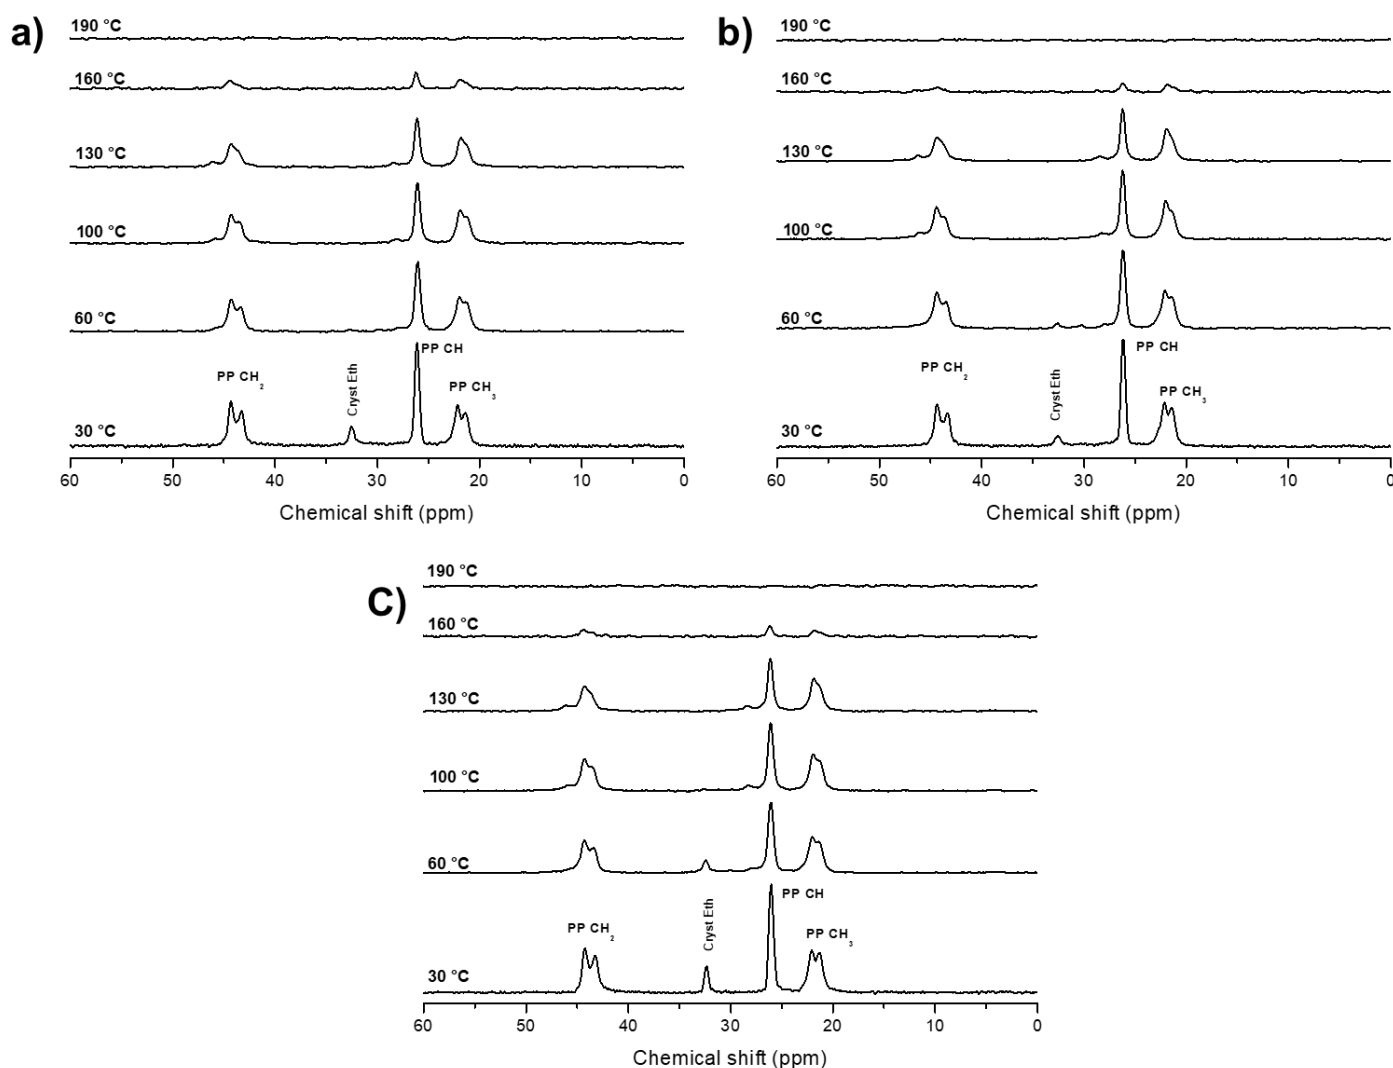 a)
190 °C
160 °C
130 °C
100 °C
60 °C
PP CH
PP CH₂
Cryst Eth
PP CH₃
30 °C
60 50 40 30 20 10 0
Chemical shift (ppm)
b)
190 °C
160 °C
130 °C
100 °C
60 °C
PP CH
PP CH₂
Cryst Eth
PP CH₃
30 °C
60 50 40 30 20 10 0
Chemical shift (ppm)
C)
190 °C
160 °C
130 °C
100 °C
60 °C
PP CH
PP CH₂
Cryst Eth
PP CH₃
30 °C
60 50 40 30 20 10 0
Chemical shift (ppm)